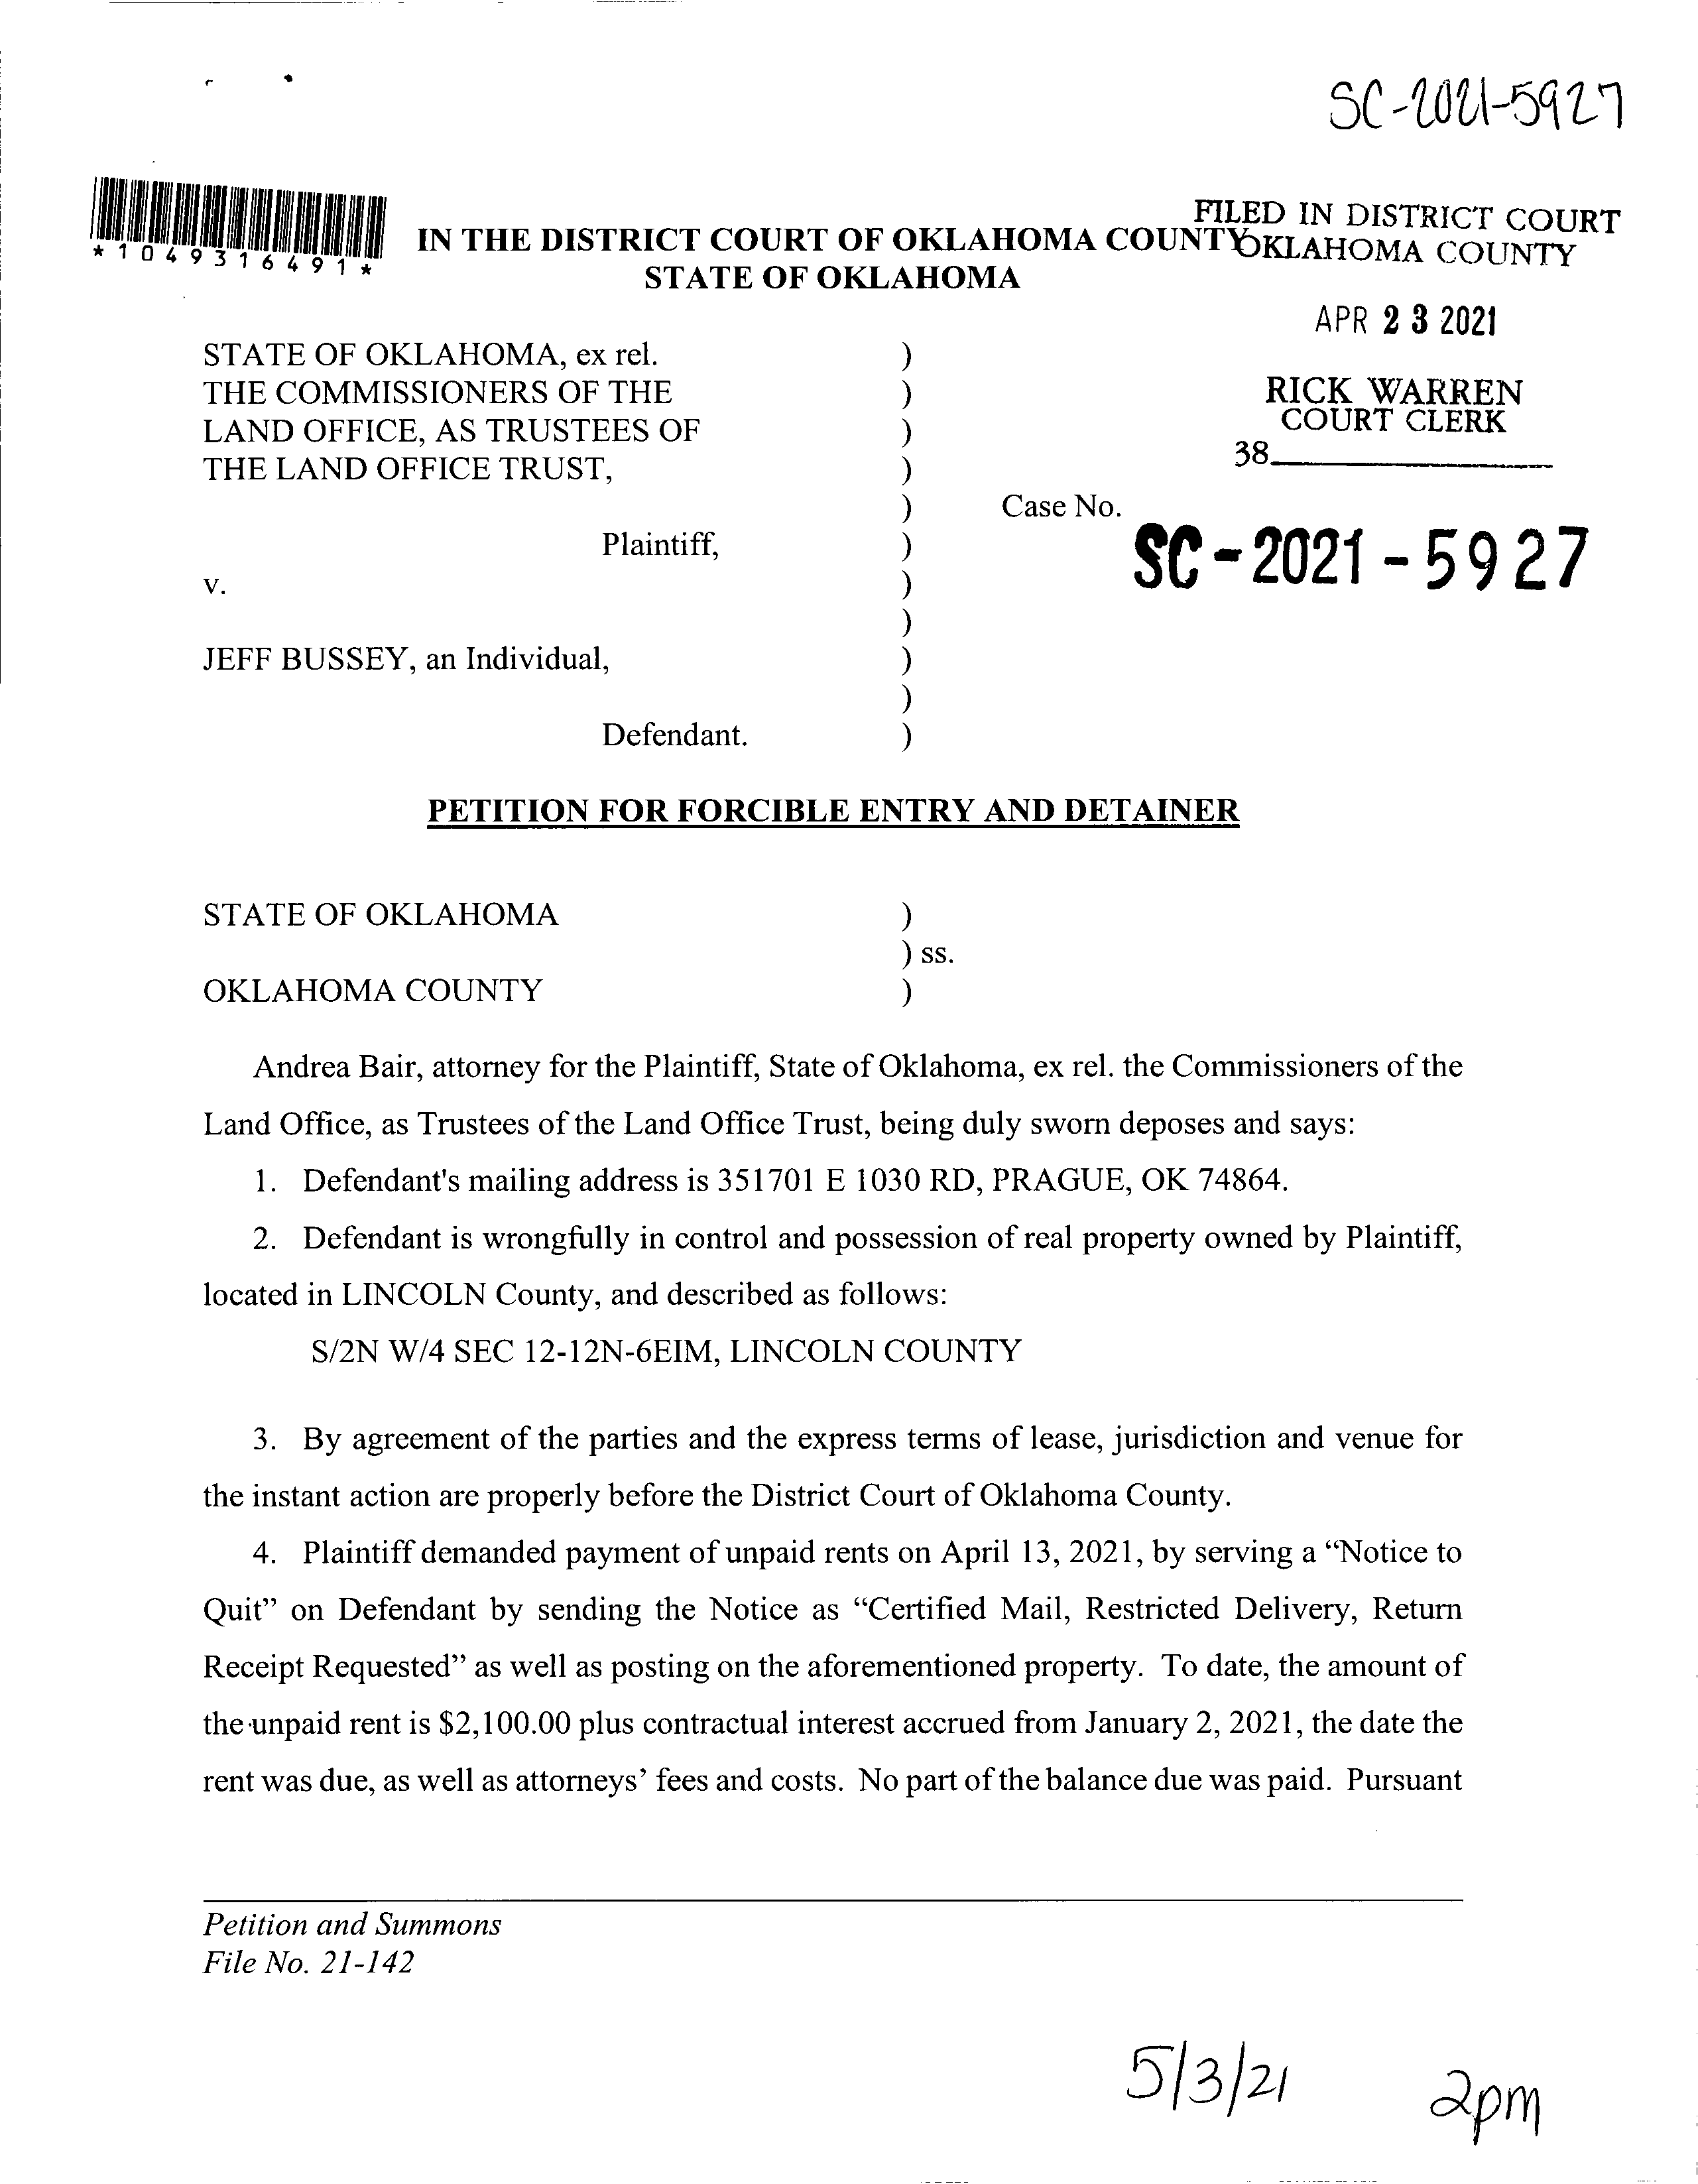 SC-2021-5927
*1049316491*
FILED IN DISTRICT COURT
OKLAHOMA COUNTY
IN THE DISTRICT COURT OF OKLAHOMA COUNTY
STATE OF OKLAHOMA
APR 23 2021
STATE OF OKLAHOMA, ex rel. )
THE COMMISSIONERS OF THE )
LAND OFFICE, AS TRUSTEES OF )
THE LAND OFFICE TRUST, )
RICK WARREN
COURT CLERK
38
) Case No.
Plaintiff, )
SC-2021-5927
v. )
)
JEFF BUSSEY, an Individual, )
)
Defendant. )
PETITION FOR FORCIBLE ENTRY AND DETAINER
STATE OF OKLAHOMA )
) ss.
OKLAHOMA COUNTY )
Andrea Bair, attorney for the Plaintiff, State of Oklahoma, ex rel. the Commissioners of the
Land Office, as Trustees of the Land Office Trust, being duly sworn deposes and says:
1. Defendant's mailing address is 351701 E 1030 RD, PRAGUE, OK 74864.
2. Defendant is wrongfully in control and possession of real property owned by Plaintiff,
located in LINCOLN County, and described as follows:
S/2N W/4 SEC 12-12N-6EIM, LINCOLN COUNTY
3. By agreement of the parties and the express terms of lease, jurisdiction and venue for
the instant action are properly before the District Court of Oklahoma County.
4. Plaintiff demanded payment of unpaid rents on April 13, 2021, by serving a “Notice to
Quit” on Defendant by sending the Notice as “Certified Mail, Restricted Delivery, Return
Receipt Requested” as well as posting on the aforementioned property. To date, the amount of
the unpaid rent is $2,100.00 plus contractual interest accrued from January 2, 2021, the date the
rent was due, as well as attorneys’ fees and costs. No part of the balance due was paid. Pursuant
Petition and Summons
File No. 21-142
5/3/21 2pm